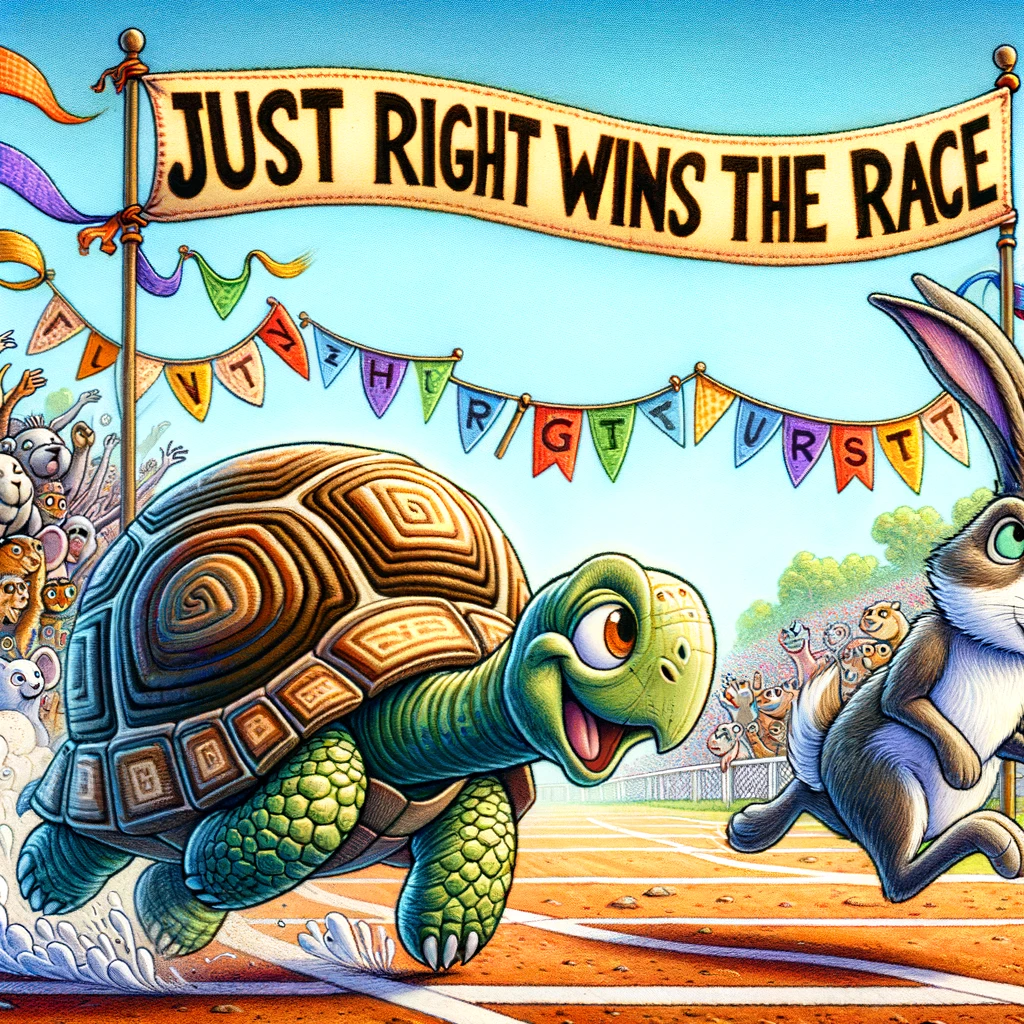 JUST RIGHT WINS THE RACE
V T Z H R G T U R S T T